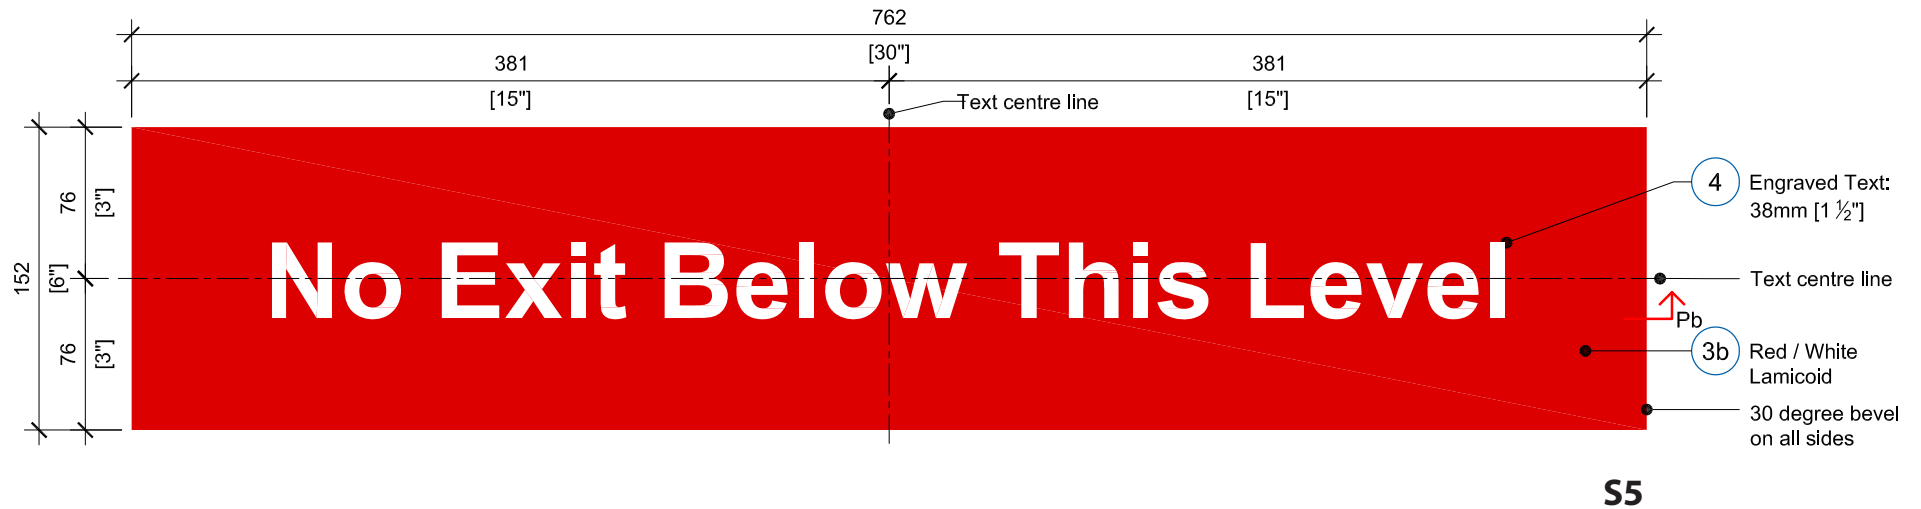 762
[30"]
381
[15"]
381
[15"]
Text centre line
152
[6"]
76
[3"]
76
[3"]
No Exit Below This Level
4
Engraved Text:
38mm [1 ½"]
Text centre line
Pb
3b
Red / White
Lamicoid
30 degree bevel
on all sides
S5